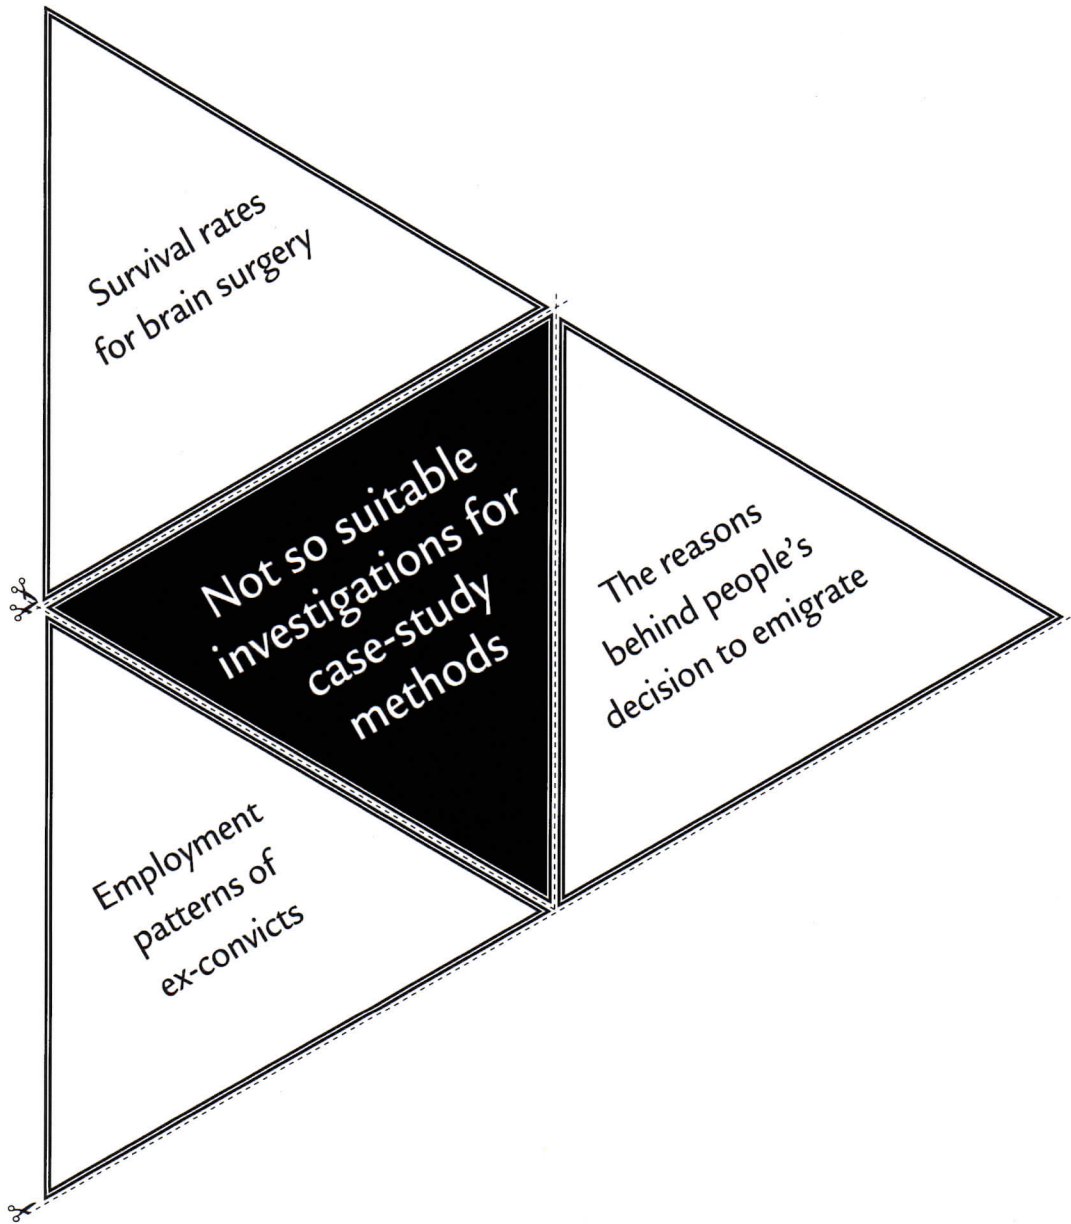 Survival rates
for brain surgery
Not so suitable
investigations for
case-study
methods
The reasons
behind people's
decision to emigrate
Employment
patterns of
ex-convicts